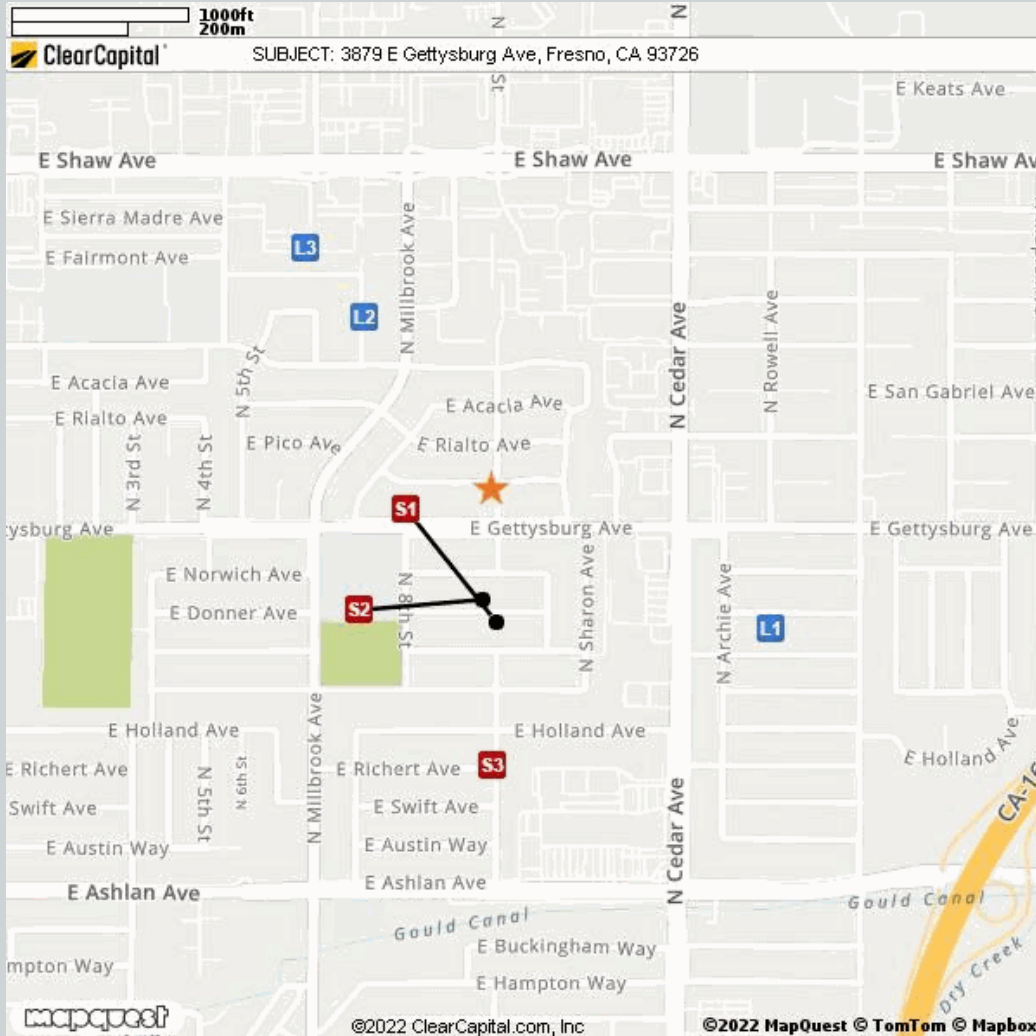 1000ft
200m
N
N
ClearCapital
SUBJECT: 3879 E Gettysburg Ave, Fresno, CA 93726
St
E Keats Ave
E Shaw Ave
E Shaw Ave
E Shaw Av
E Sierra Madre Ave
L3
E Fairmont Ave
N Millbrook Ave
L2
N Cedar Ave
N Rowell Ave
N 5th St
E Acacia Ave
E San Gabriel Ave
E Acacia Ave
E Rialto Ave
E Pico Ave
E Rialto Ave
N 3rd St
N 4th St
S1
tysburg Ave
E Gettysburg Ave
E Gettysburg Ave
E Norwich Ave
N 8th St
N Sharon Ave
N Archie Ave
E Donner Ave
S2
L1
E Holland Ave
E Holland Ave
E Holland Ave
E Richert Ave
E Richert Ave
S3
N 5th St
N 6th St
N Millbrook Ave
CA-16
Swift Ave
E Swift Ave
N Cedar Ave
E Austin Way
E Austin Way
E Ashlan Ave
E Ashlan Ave
Gould Canal
Gould Canal
E Buckingham Way
mpton Way
E Hampton Way
Dry Creek
mapquest
©2022 ClearCapital.com, Inc
©2022 MapQuest © TomTom © Mapbox